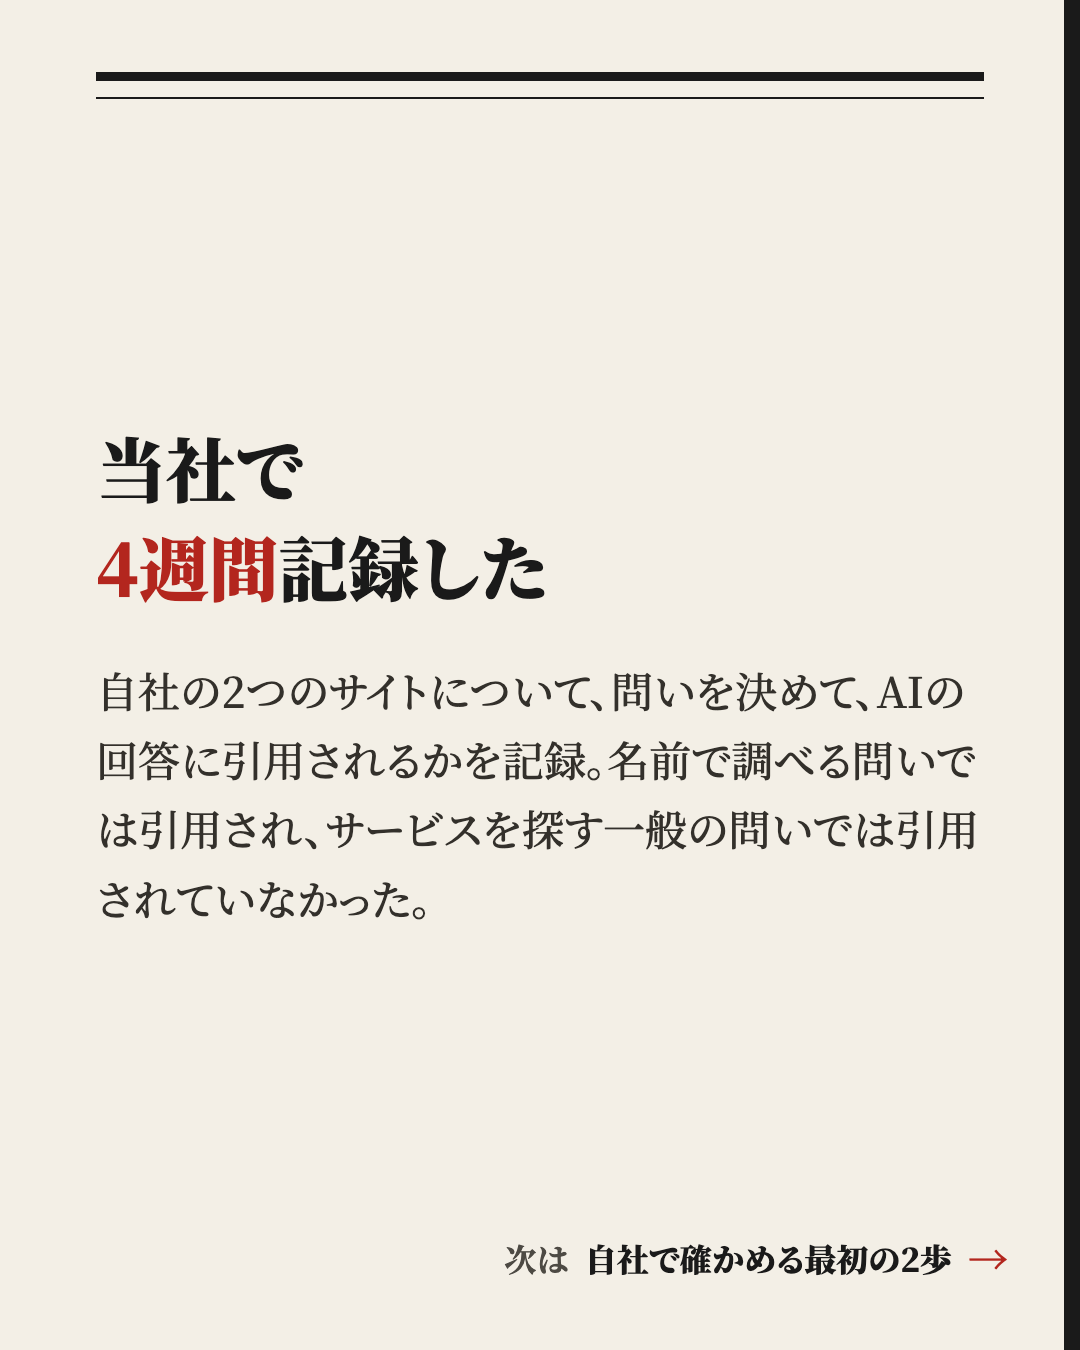 当社で
4週間記録した
自社の2つのサイトについて、問いを決めて、AIの
回答に引用されるかを記録。名前で調べる問いで
は引用され、サービスを探す一般の問いでは引用
されていなかった。
次は 自社で確かめる最初の2歩 →